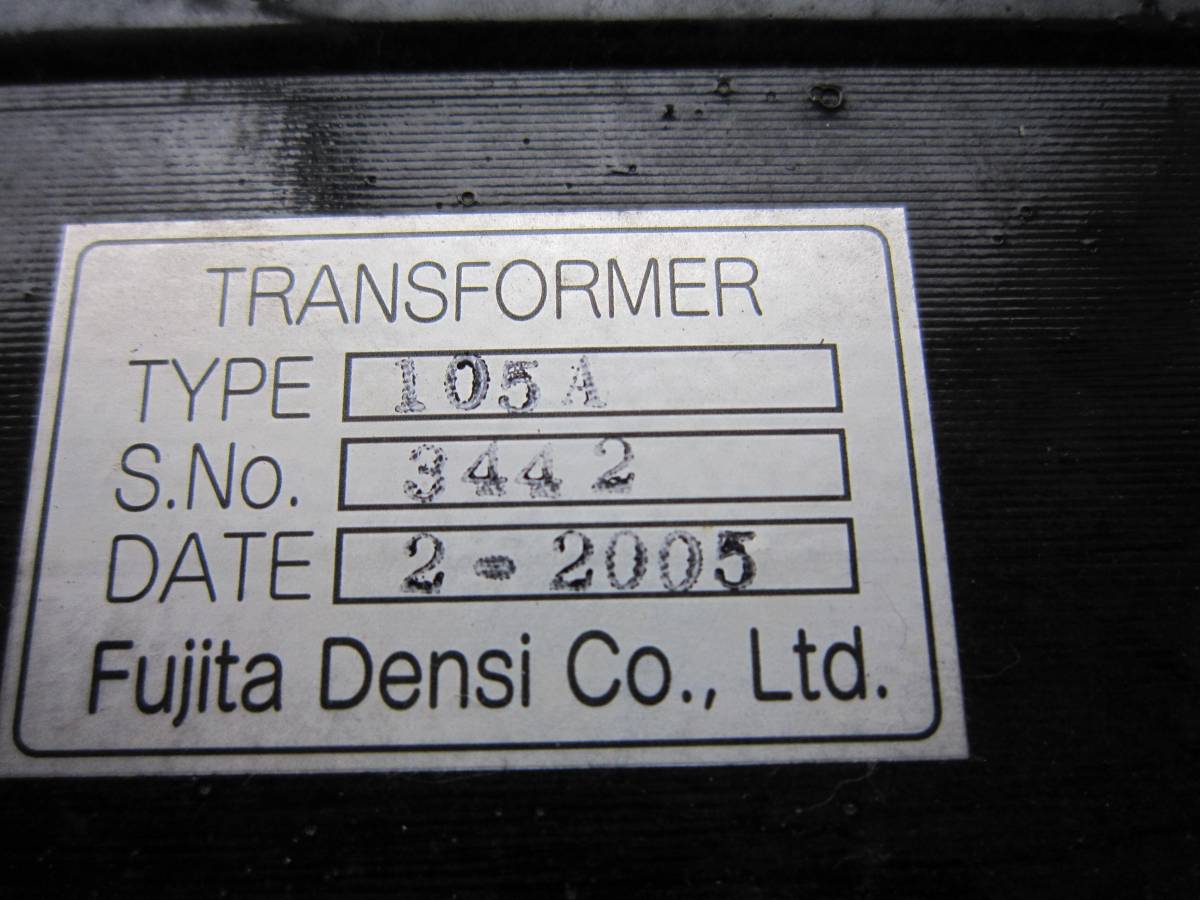 TRANSFORMER
TYPE 105A
S.No. 3442
DATE 2-2005
Fujita Densi Co., Ltd.